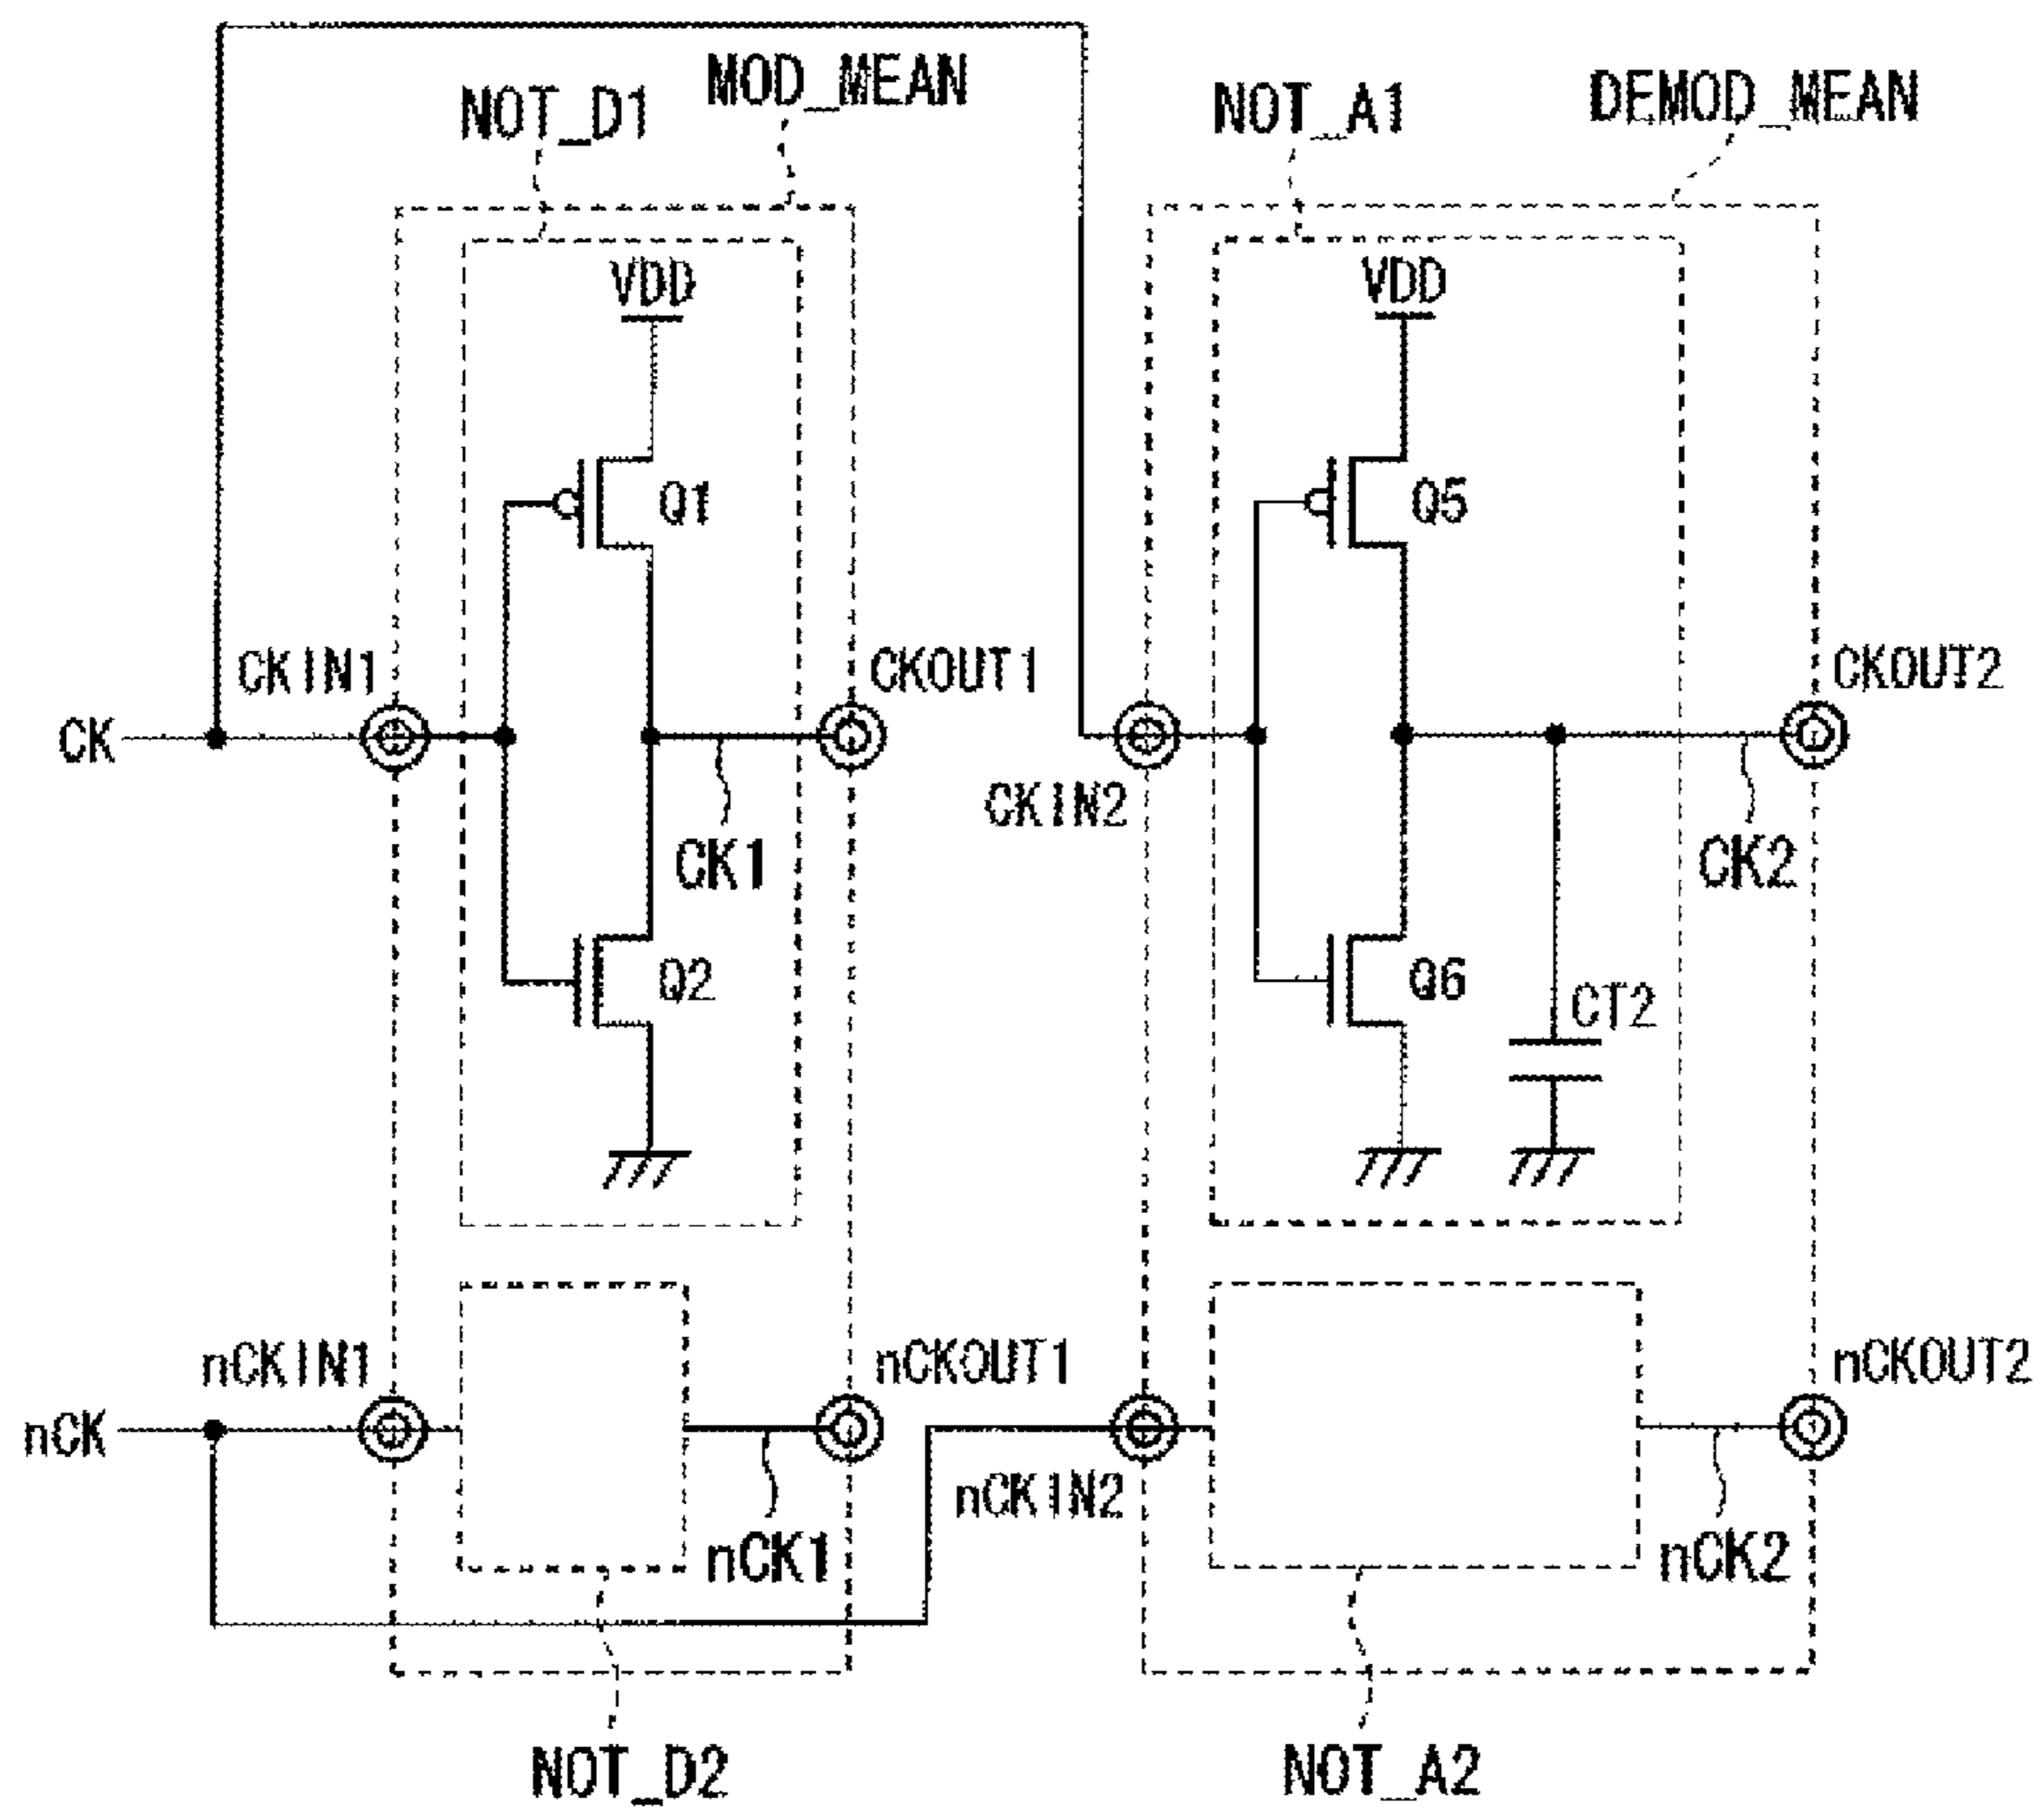 MOD_MEAN
DEMOD_MEAN
NOT_D1
NOT_A1
VDD
VDD
Q1
Q5
CKIN1
CKOUT1
CKOUT2
CK
CKIN2
CK1
CK2
Q2
Q6
CT2
nCKIN1
nCKOUT1
nCKOUT2
nCK
nCKIN2
nCK1
nCK2
NOT_D2
NOT_A2